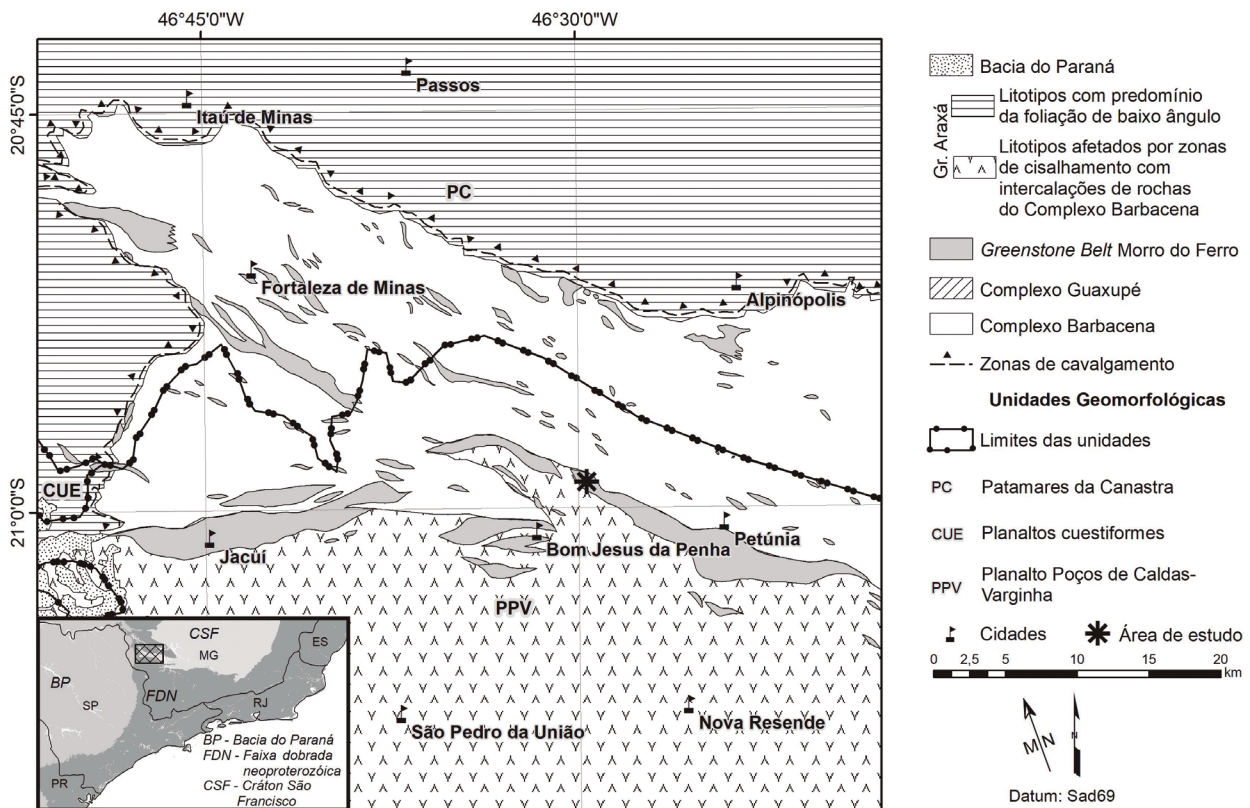 46°45'0"W
46°30'0"W
20°45'0"S
21°0'0"S
Passos
Itaú de Minas
PC
Fortaleza de Minas
Alpinópolis
CUE
Jacuí
Bom Jesus da Penha
Petúnia
PPV
São Pedro da União
Nova Resende
CSF
MG
ES
BP
SP
FDN
RJ
PR
BP - Bacia do Paraná
FDN - Faixa dobrada
neoproterozóica
CSF - Cráton São
Francisco
Bacia do Paraná
Gr. Araxá
Litotipos com predomínio
da foliação de baixo ângulo
Litotipos afetados por zonas
de cisalhamento com
intercalações de rochas
do Complexo Barbacena
Greenstone Belt Morro do Ferro
Complexo Guaxupé
Complexo Barbacena
Zonas de cavalgamento
Unidades Geomorfológicas
Limites das unidades
PC Patamares da Canastra
CUE Planaltos cuestiformes
PPV Planalto Poços de Caldas-
Varginha
Cidades
Área de estudo
0 2,5 5 10 15 20
km
M N
N
Datum: Sad69